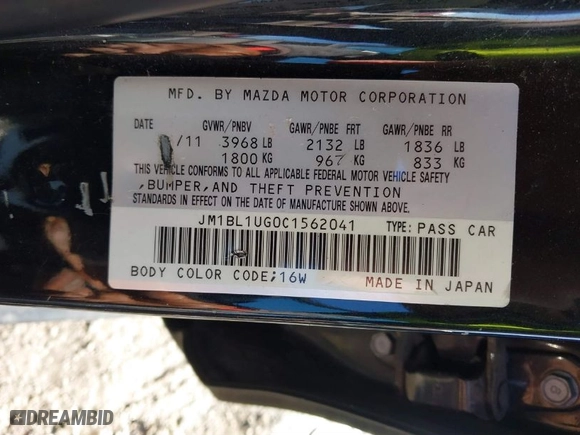 MFD. BY MAZDA MOTOR CORPORATION
DATE GVWR/PNBV GAWR/PNBE FRT GAWR/PNBE RR
/11 3968 LB 2132 LB 1836 LB
1800 KG 967 KG 833 KG
THIS VEHICLE CONFORMS TO ALL APPLICABLE FEDERAL MOTOR VEHICLE SAFETY
,BUMPER,AND THEFT PREVENTION
STANDARDS IN EFFECT ON THE DATE OF MANUFACTURE SHOWN ABOVE.
JM1BL1UG0C1562041 TYPE: PASS CAR
BODY COLOR CODE;16W MADE IN JAPAN
8
DREAMBID